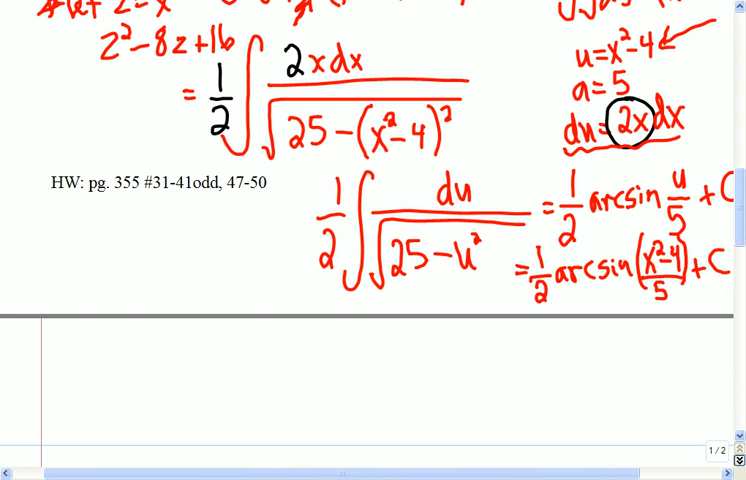 let z = x
z² - 8z + 16
= 1/2 ∫ 2xdx / √(25 - (x² - 4)²)
u = x² - 4
a = 5
du = 2x dx
HW: pg. 355 #31-41odd, 47-50
1/2 ∫ du / √(25 - u²) = 1/2 arcsin u/5 + C
= 1/2 arcsin (x² - 4 / 5) + C
1 / 2